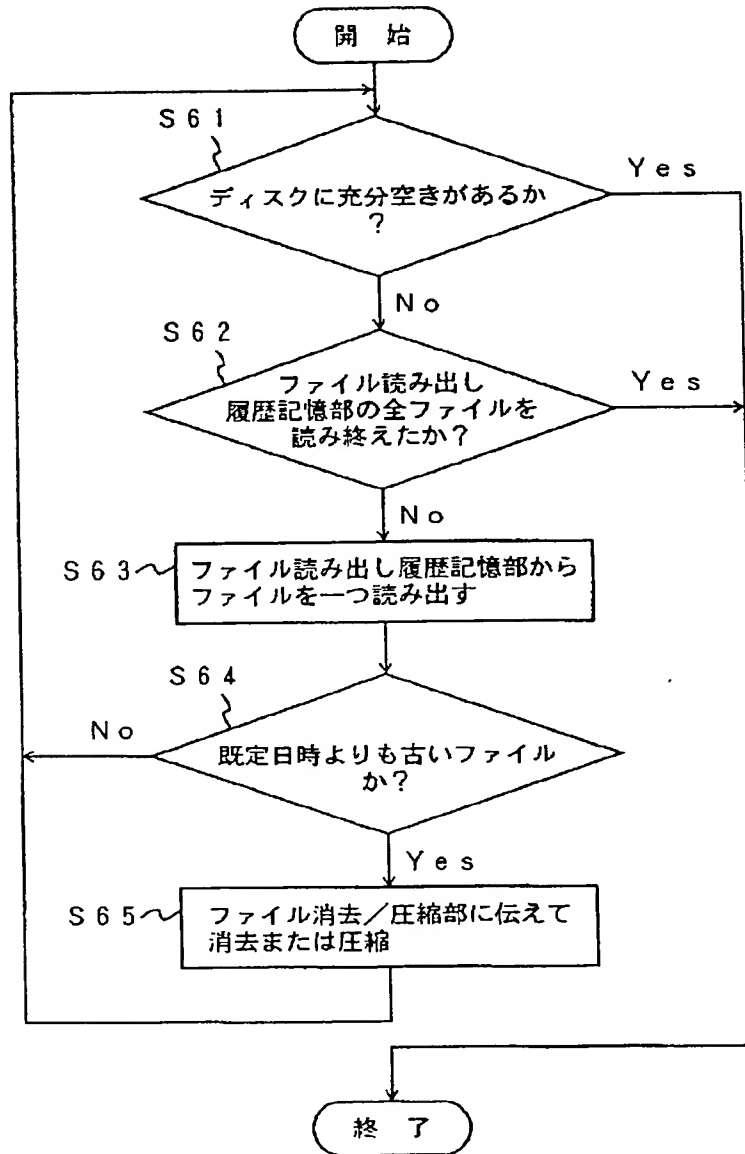 開 始
S61
Yes
ディスクに充分空きがあるか
?
No
S62
ファイル読み出し
履歴記憶部の全ファイルを
読み終えたか?
Yes
No
S63
ファイル読み出し履歴記憶部から
ファイルを一つ読み出す
S64
No
既定日時よりも古いファイル
か?
Yes
S65
ファイル消去/圧縮部に伝えて
消去または圧縮
終 了